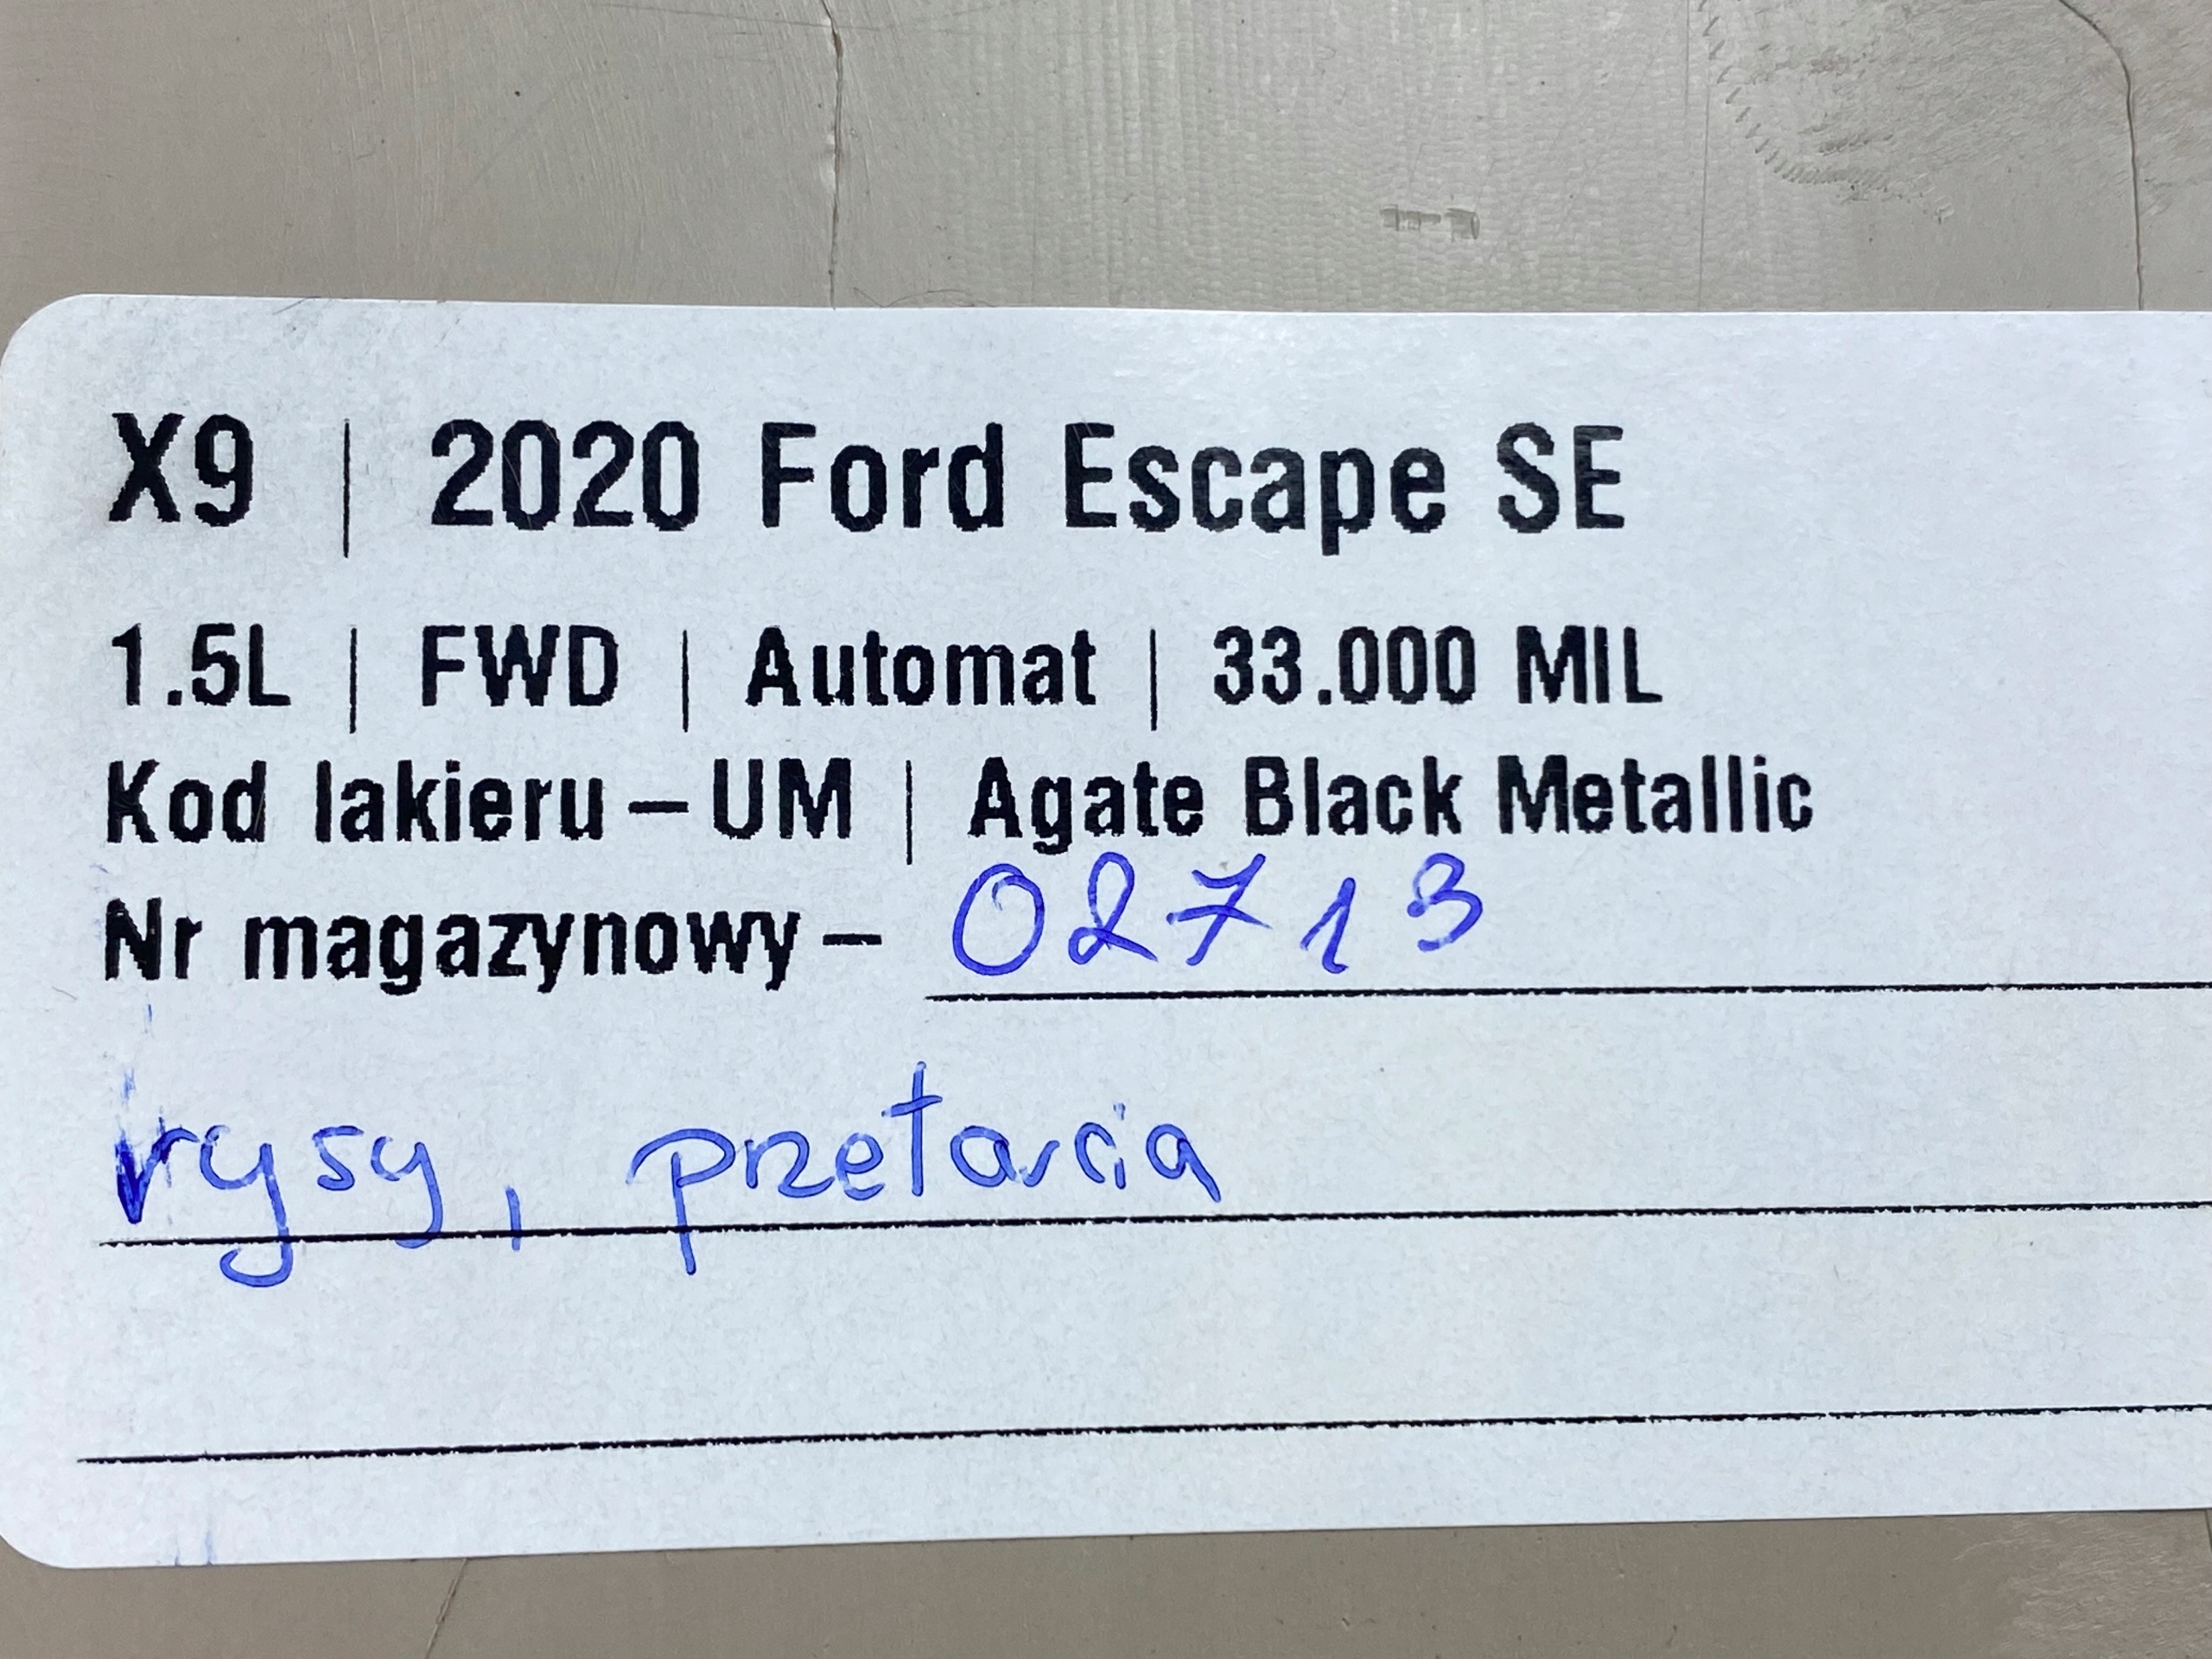 X9 | 2020 Ford Escape SE
1.5L | FWD | Automat | 33.000 MIL
Kod lakieru – UM | Agate Black Metallic
Nr magazynowy – 02713
rysy, przetarcia